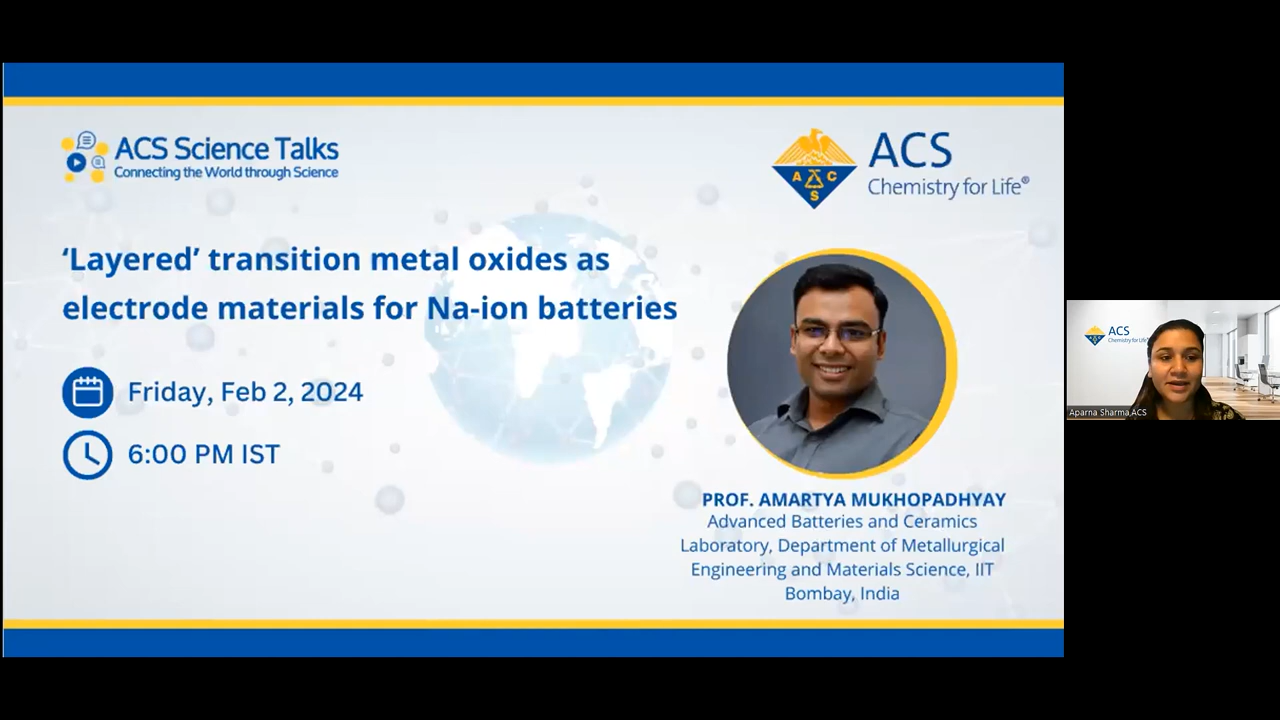 ACS Science Talks
Connecting the World through Science
ACS
Chemistry for Life®
A C S
‘Layered’ transition metal oxides as
electrode materials for Na-ion batteries
Friday, Feb 2, 2024
6:00 PM IST
PROF. AMARTYA MUKHOPADHYAY
Advanced Batteries and Ceramics
Laboratory, Department of Metallurgical
Engineering and Materials Science, IIT
Bombay, India
ACS
Chemistry for Life
Aparna Sharma,ACS